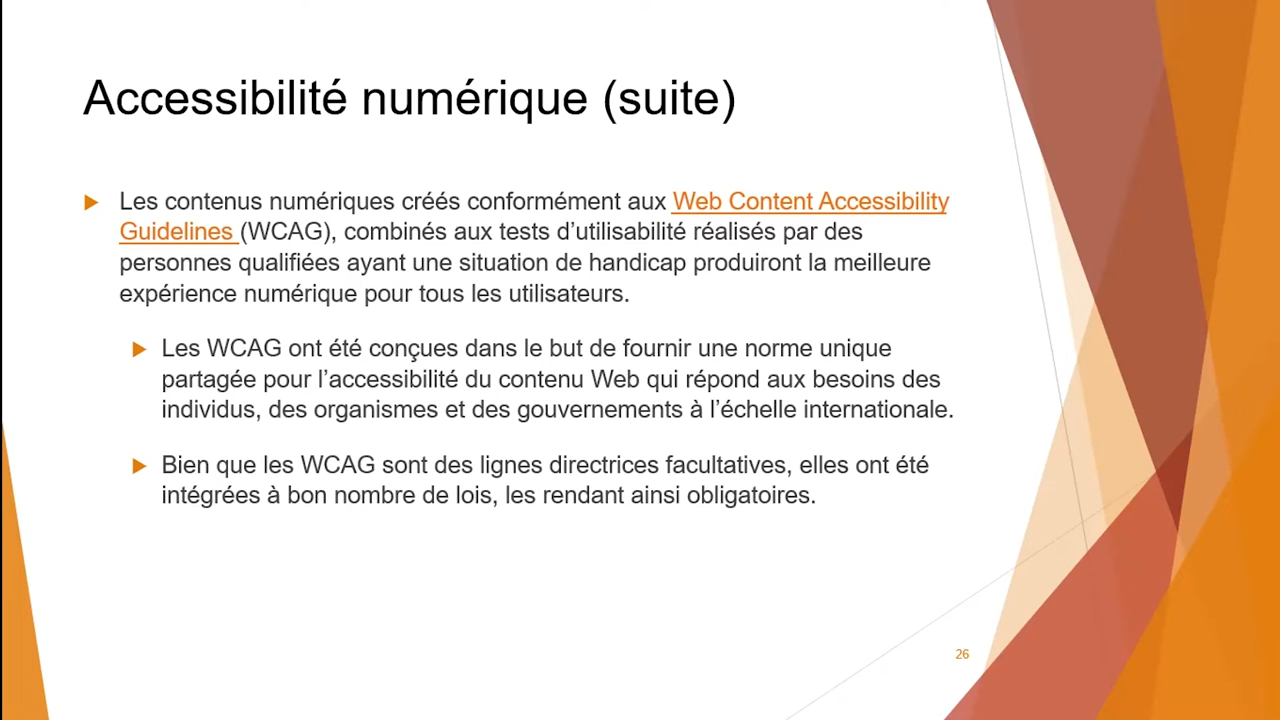 Accessibilité numérique (suite)
Les contenus numériques créés conformément aux Web Content Accessibility
Guidelines (WCAG), combinés aux tests d’utilisabilité réalisés par des
personnes qualifiées ayant une situation de handicap produiront la meilleure
expérience numérique pour tous les utilisateurs.
Les WCAG ont été conçues dans le but de fournir une norme unique
partagée pour l’accessibilité du contenu Web qui répond aux besoins des
individus, des organismes et des gouvernements à l’échelle internationale.
Bien que les WCAG sont des lignes directrices facultatives, elles ont été
intégrées à bon nombre de lois, les rendant ainsi obligatoires.
26